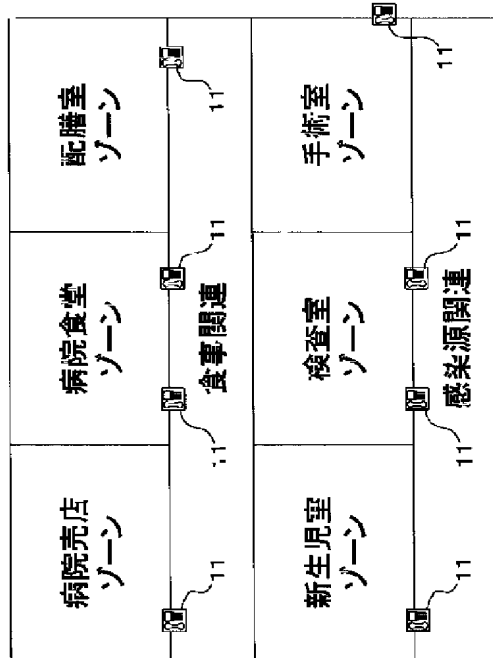 病院売店
ゾーン
病院食堂
ゾーン
配膳室
ゾーン
11
11
11
11
食事関連
新生児室
ゾーン
検査室
ゾーン
手術室
ゾーン
11
11
11
11
感染源関連